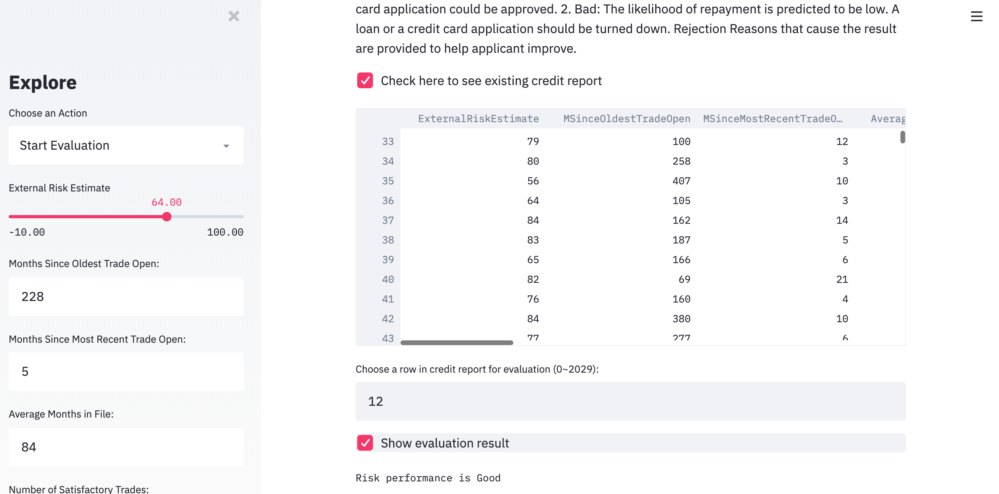 Explore
Choose an Action
Start Evaluation
External Risk Estimate
64.00
-10.00 100.00
Months Since Oldest Trade Open:
228
Months Since Most Recent Trade Open:
5
Average Months in File:
84
Number of Satisfactory Trades:
card application could be approved. 2. Bad: The likelihood of repayment is predicted to be low. A
loan or a credit card application should be turned down. Rejection Reasons that cause the result
are provided to help applicant improve.
Check here to see existing credit report
ExternalRiskEstimate MSinceOldestTradeOpen MSinceMostRecentTradeO… Averag
33 79 100 12
34 80 258 3
35 56 407 10
36 64 105 3
37 84 162 14
38 83 187 5
39 65 166 6
40 82 69 21
41 76 160 4
42 84 380 10
43 77 277 6
Choose a row in credit report for evaluation (0~2029):
12
Show evaluation result
Risk performance is Good